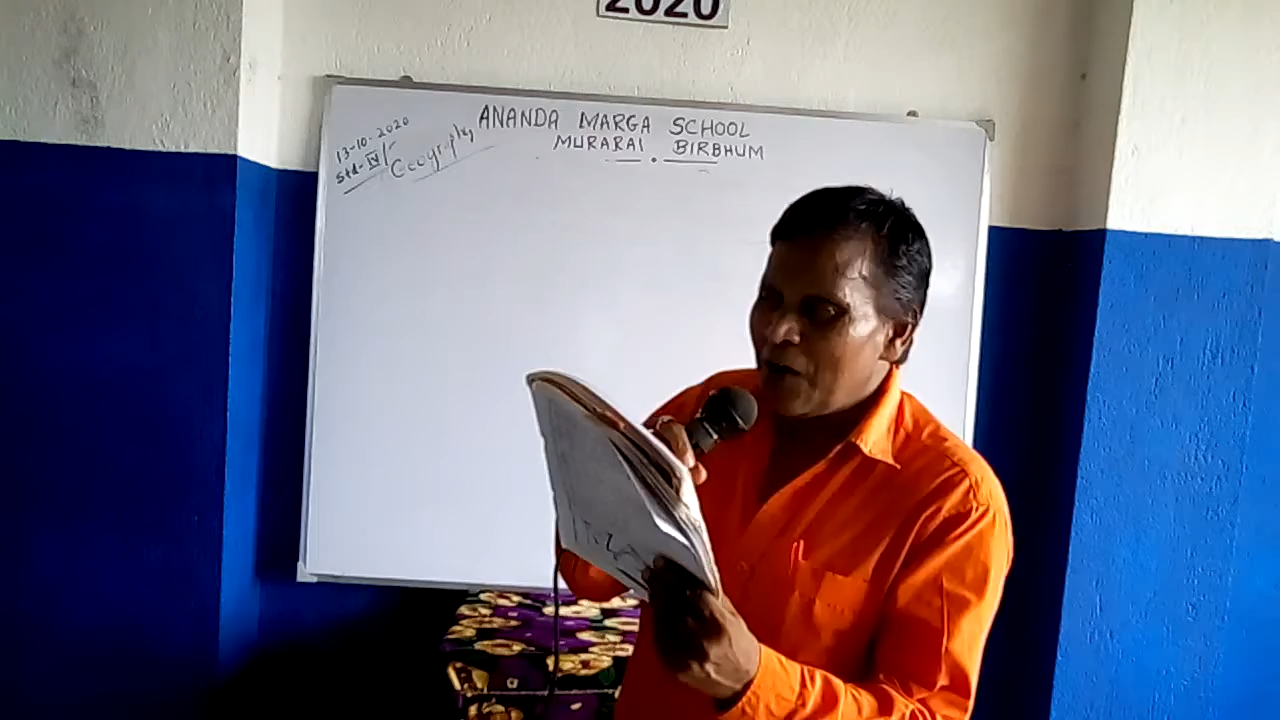 2020
ANANDA MARGA SCHOOL
MURARAI BIRBHUM
13-10-2020
Std-IV/-
Geography